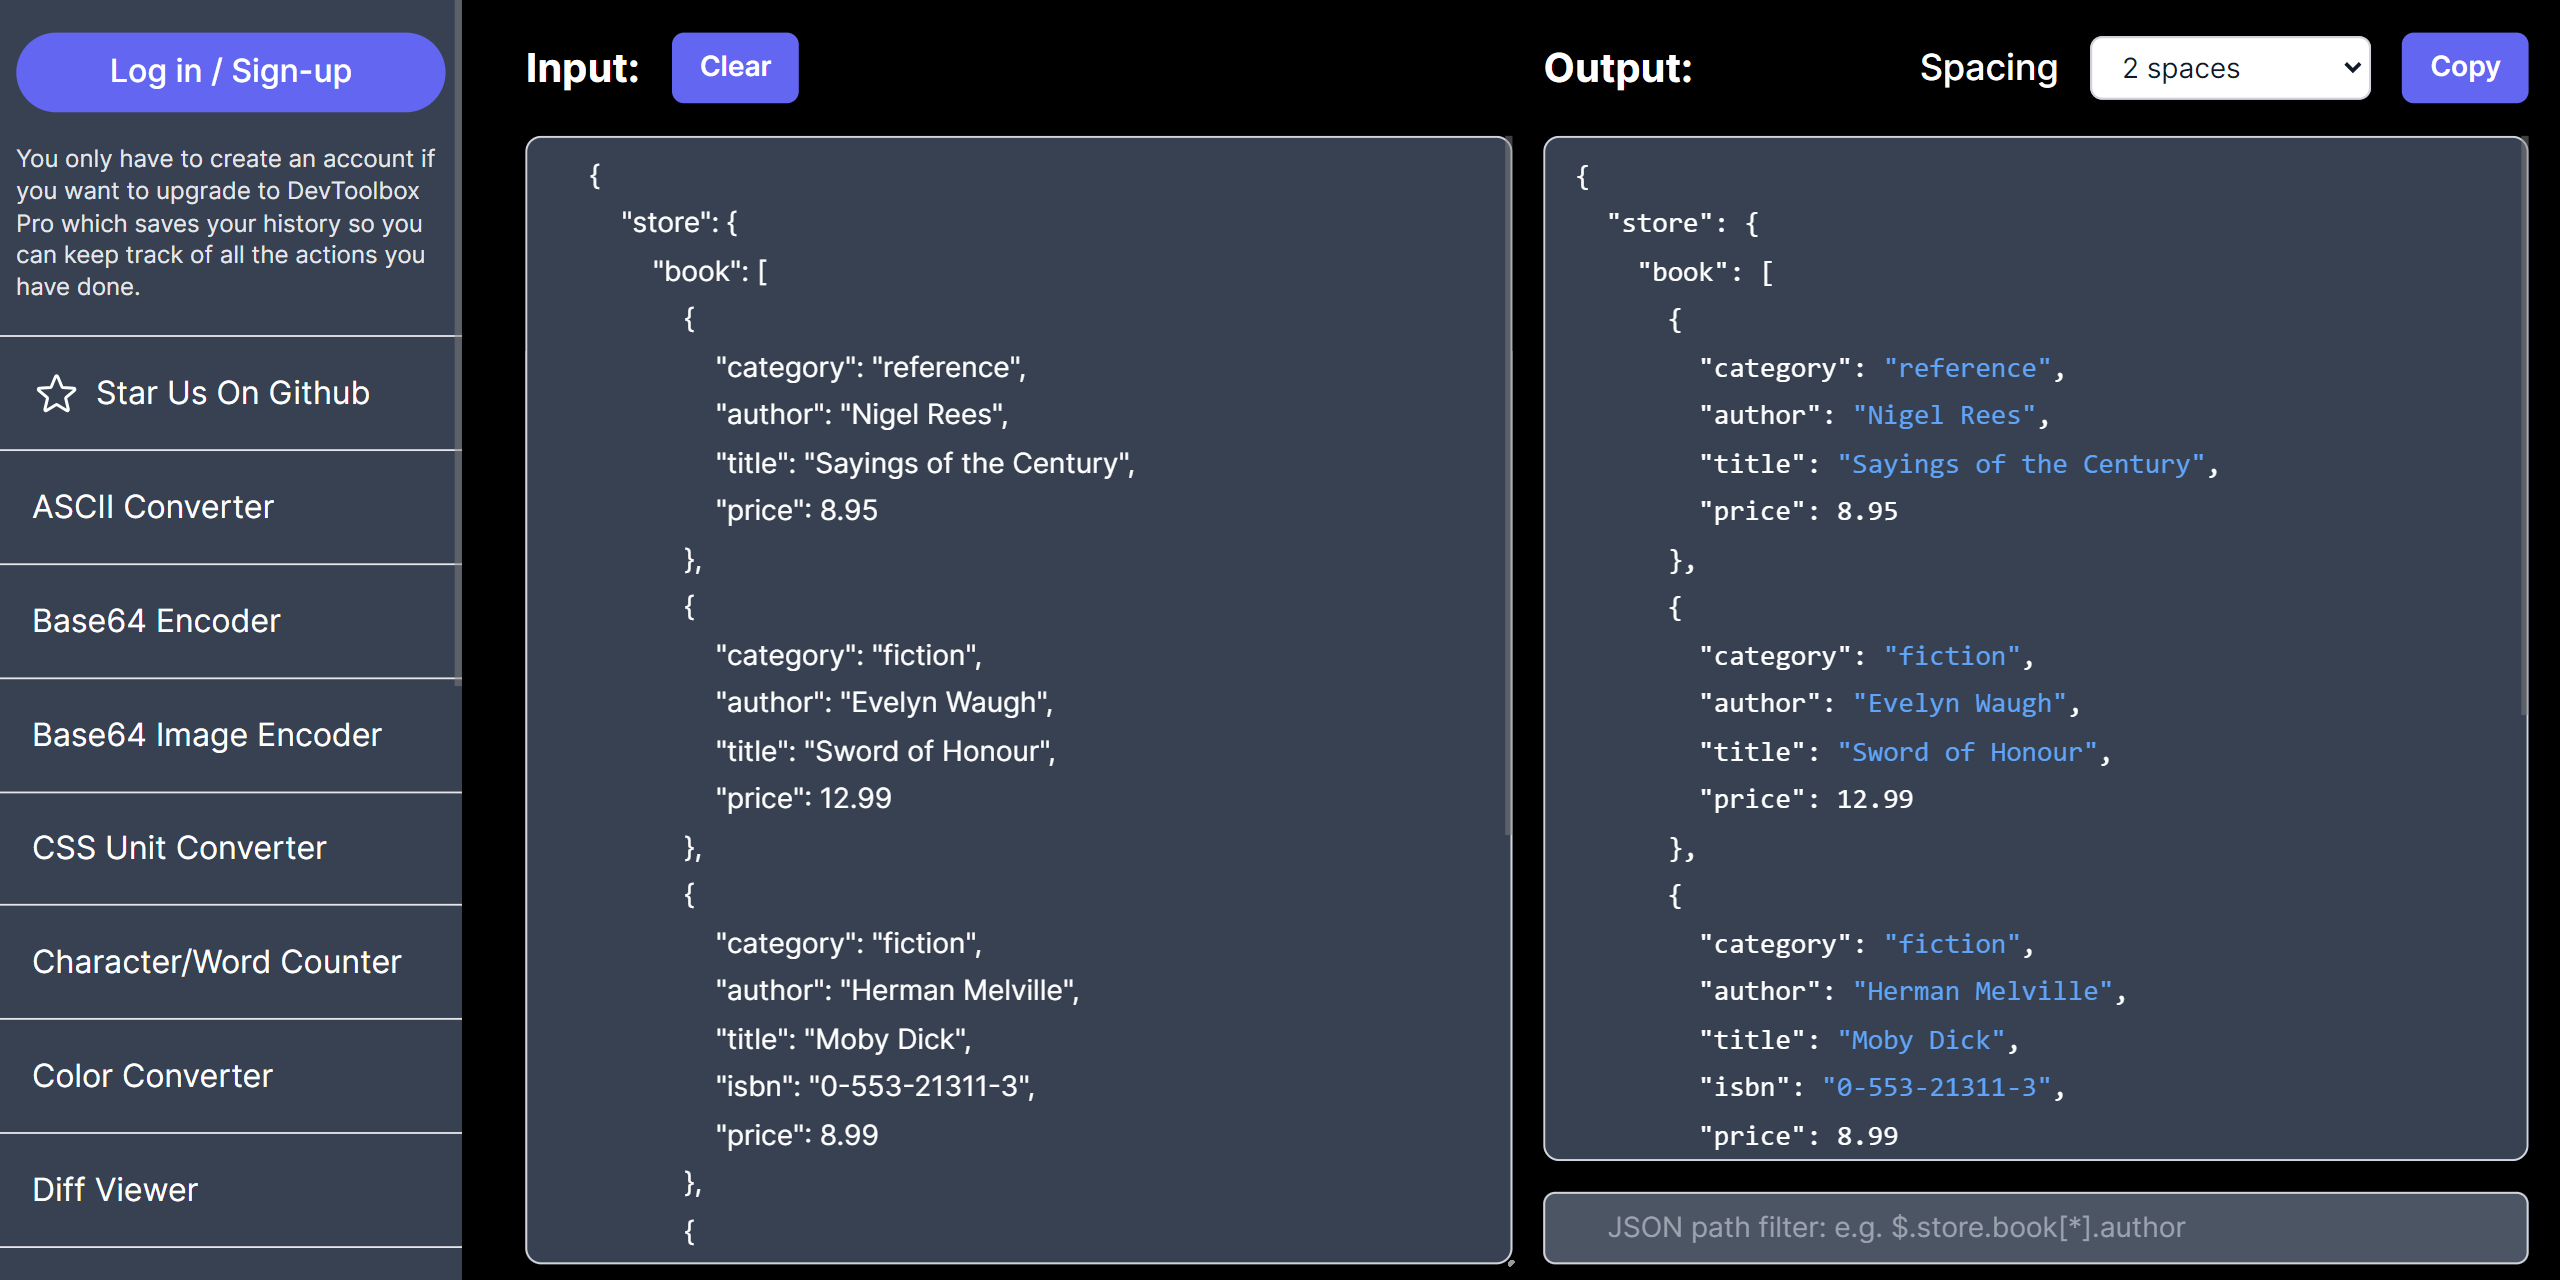 Log in / Sign-up
You only have to create an account if
you want to upgrade to DevToolbox
Pro which saves your history so you
can keep track of all the actions you
have done.
Star Us On Github
ASCII Converter
Base64 Encoder
Base64 Image Encoder
CSS Unit Converter
Character/Word Counter
Color Converter
Diff Viewer
Input:
Clear
{
"store": {
"book": [
{
"category": "reference",
"author": "Nigel Rees",
"title": "Sayings of the Century",
"price": 8.95
},
{
"category": "fiction",
"author": "Evelyn Waugh",
"title": "Sword of Honour",
"price": 12.99
},
{
"category": "fiction",
"author": "Herman Melville",
"title": "Moby Dick",
"isbn": "0-553-21311-3",
"price": 8.99
},
{
Output:
Spacing
2 spaces
Copy
{
"store": {
"book": [
{
"category": "reference",
"author": "Nigel Rees",
"title": "Sayings of the Century",
"price": 8.95
},
{
"category": "fiction",
"author": "Evelyn Waugh",
"title": "Sword of Honour",
"price": 12.99
},
{
"category": "fiction",
"author": "Herman Melville",
"title": "Moby Dick",
"isbn": "0-553-21311-3",
"price": 8.99
JSON path filter: e.g. $.store.book[*].author